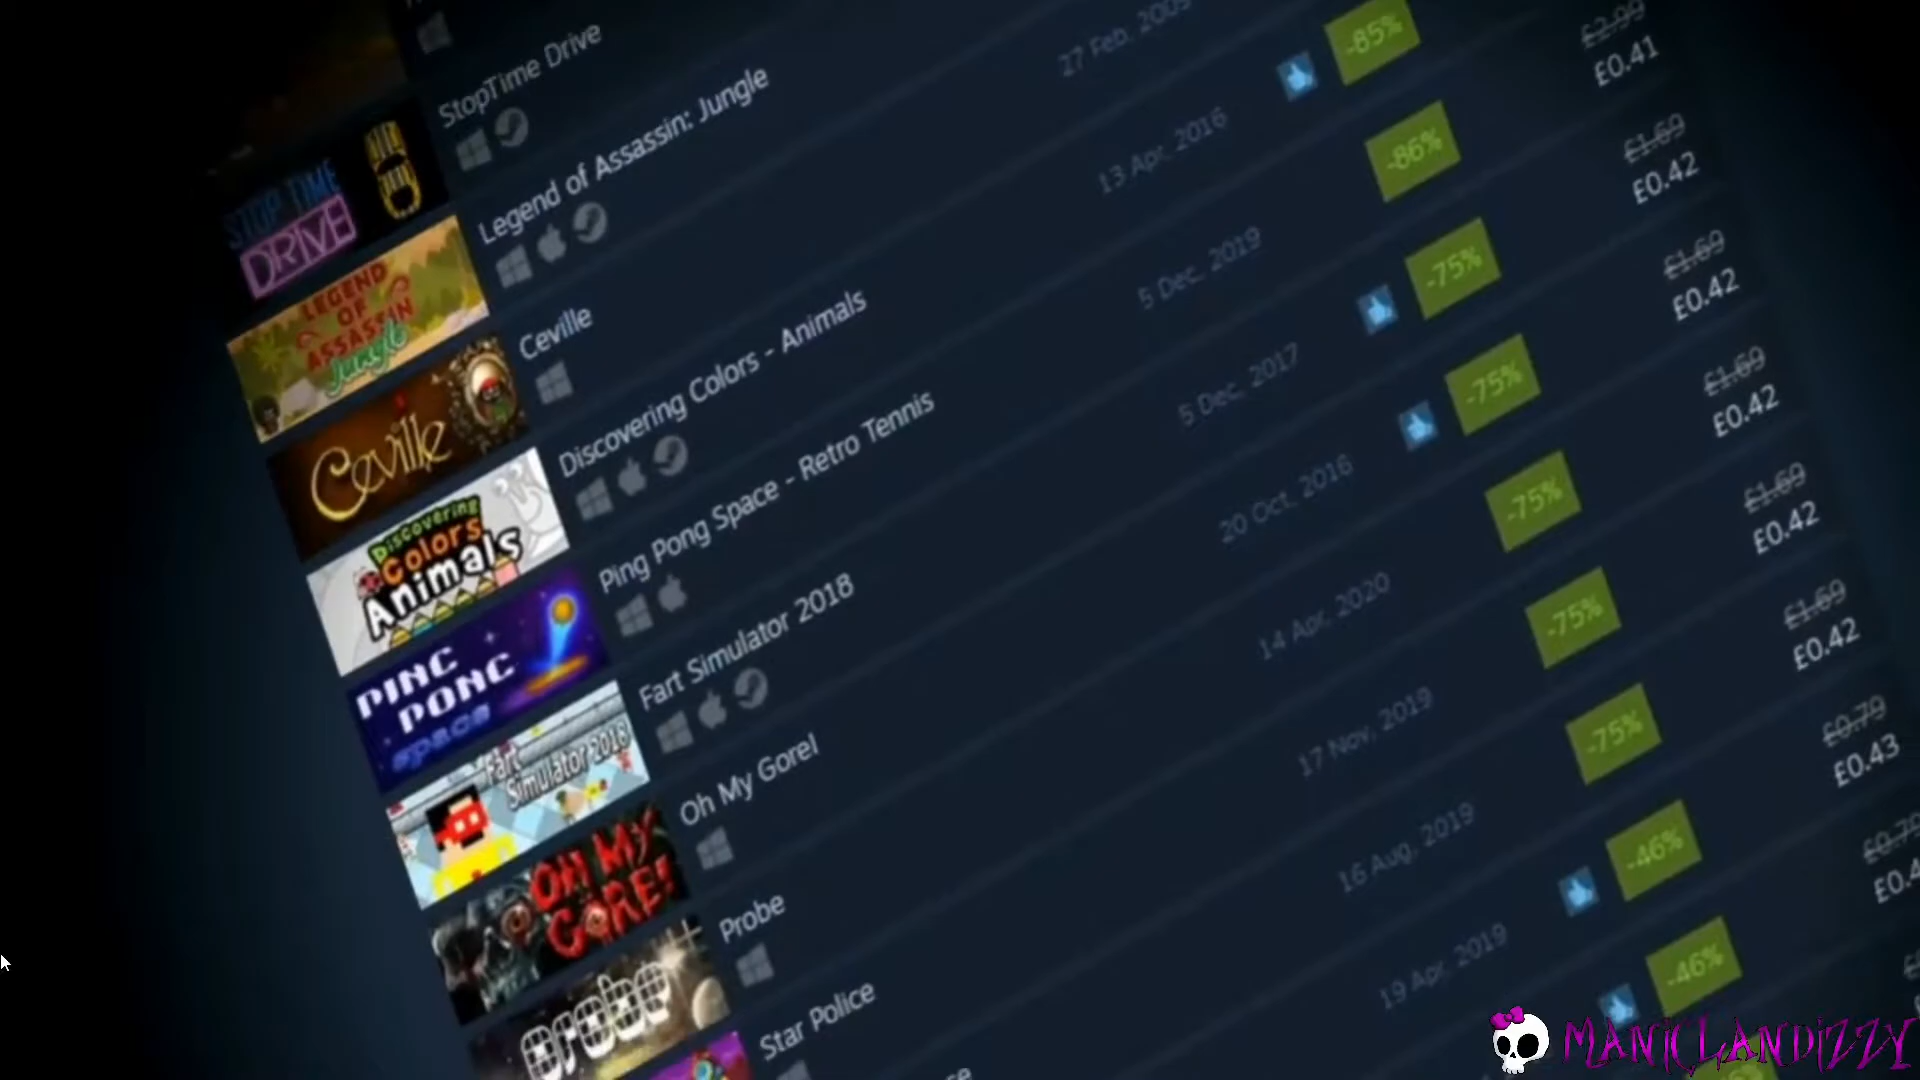 StopTime Drive
STOP TIME
DRIVE
Legend of Assassin: Jungle
LEGEND
OF
ASSASSIN
Jungle
Ceville
Ceville
27 Feb. 2009
Discovering Colors - Animals
Discovering
Colors
Animals
13 Apr. 2016
-85%
Ping Pong Space - Retro Tennis
PING
PONG
space
5 Dec. 2019
-86%
£2.99
£0.41
Fart Simulator 2018
Fart
Simulator 2018
5 Dec. 2017
-75%
£1.69
£0.42
Oh My Gore!
OH MY
GORE!
20 Oct. 2016
-75%
£1.69
£0.42
Probe
probe
14 Apr. 2020
-75%
£1.69
£0.42
Star Police
17 Nov. 2019
-75%
£1.69
£0.42
16 Aug. 2019
-75%
£1.69
£0.42
19 Apr. 2019
-46%
£0.79
£0.43
-46%
£0.79
MANiCLANDiZZY